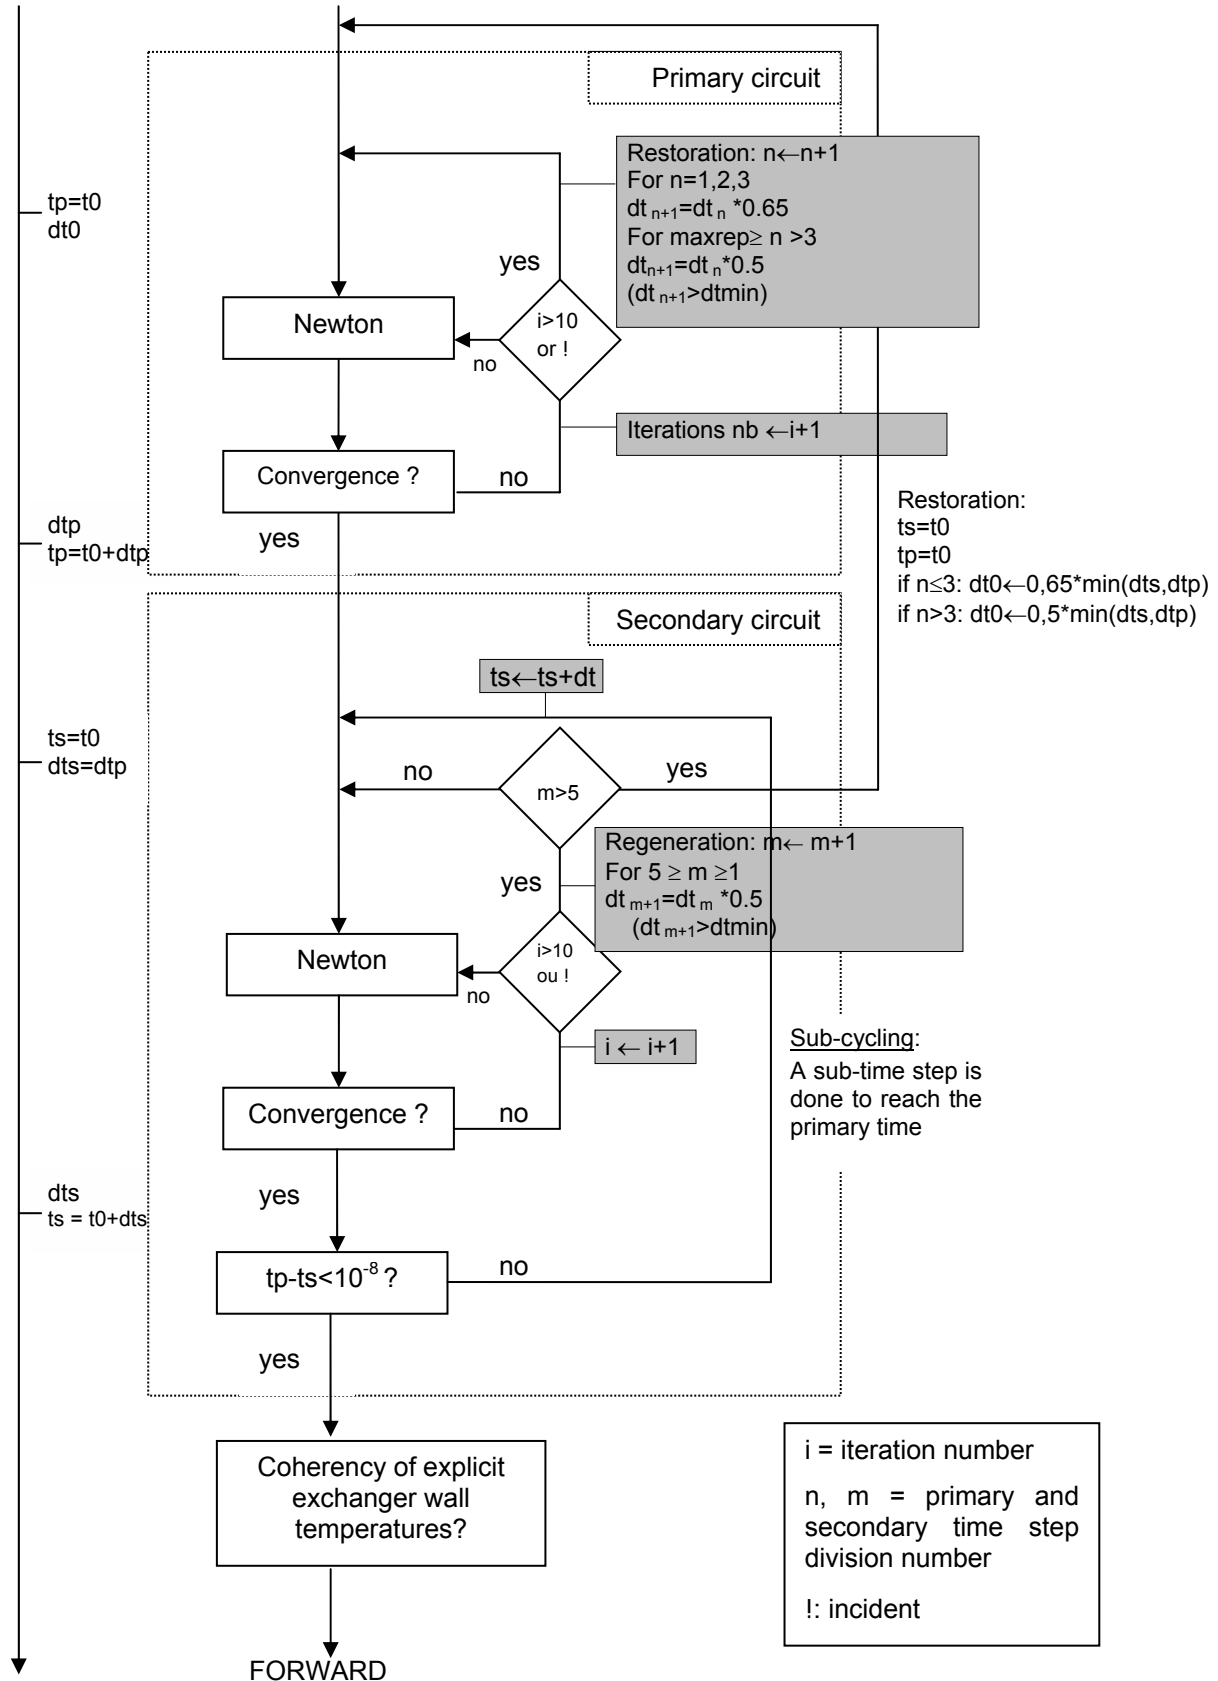 Primary circuit
Restoration: n←n+1
For n=1,2,3
dt n+1=dt n *0.65
For maxrep≥ n >3
dtn+1=dt n*0.5
(dt n+1>dtmin)
tp=t0
dt0
yes
Newton
i>10
or !
no
Iterations nb ←i+1
Convergence ?
no
dtp
tp=t0+dtp
yes
Restoration:
ts=t0
tp=t0
if n≤3: dt0←0,65*min(dts,dtp)
if n>3: dt0←0,5*min(dts,dtp)
Secondary circuit
ts←ts+dt
ts=t0
dts=dtp
no
m>5
yes
Regeneration: m← m+1
For 5 ≥ m ≥1
dt m+1=dt m *0.5
(dt m+1>dtmin)
yes
Newton
i>10
ou !
no
i ← i+1
Sub-cycling:
A sub-time step is
done to reach the
primary time
Convergence ?
no
yes
dts
ts = t0+dts
tp-ts<10-8 ?
no
yes
Coherency of explicit
exchanger wall
temperatures?
i = iteration number
n, m = primary and
secondary time step
division number
!: incident
FORWARD